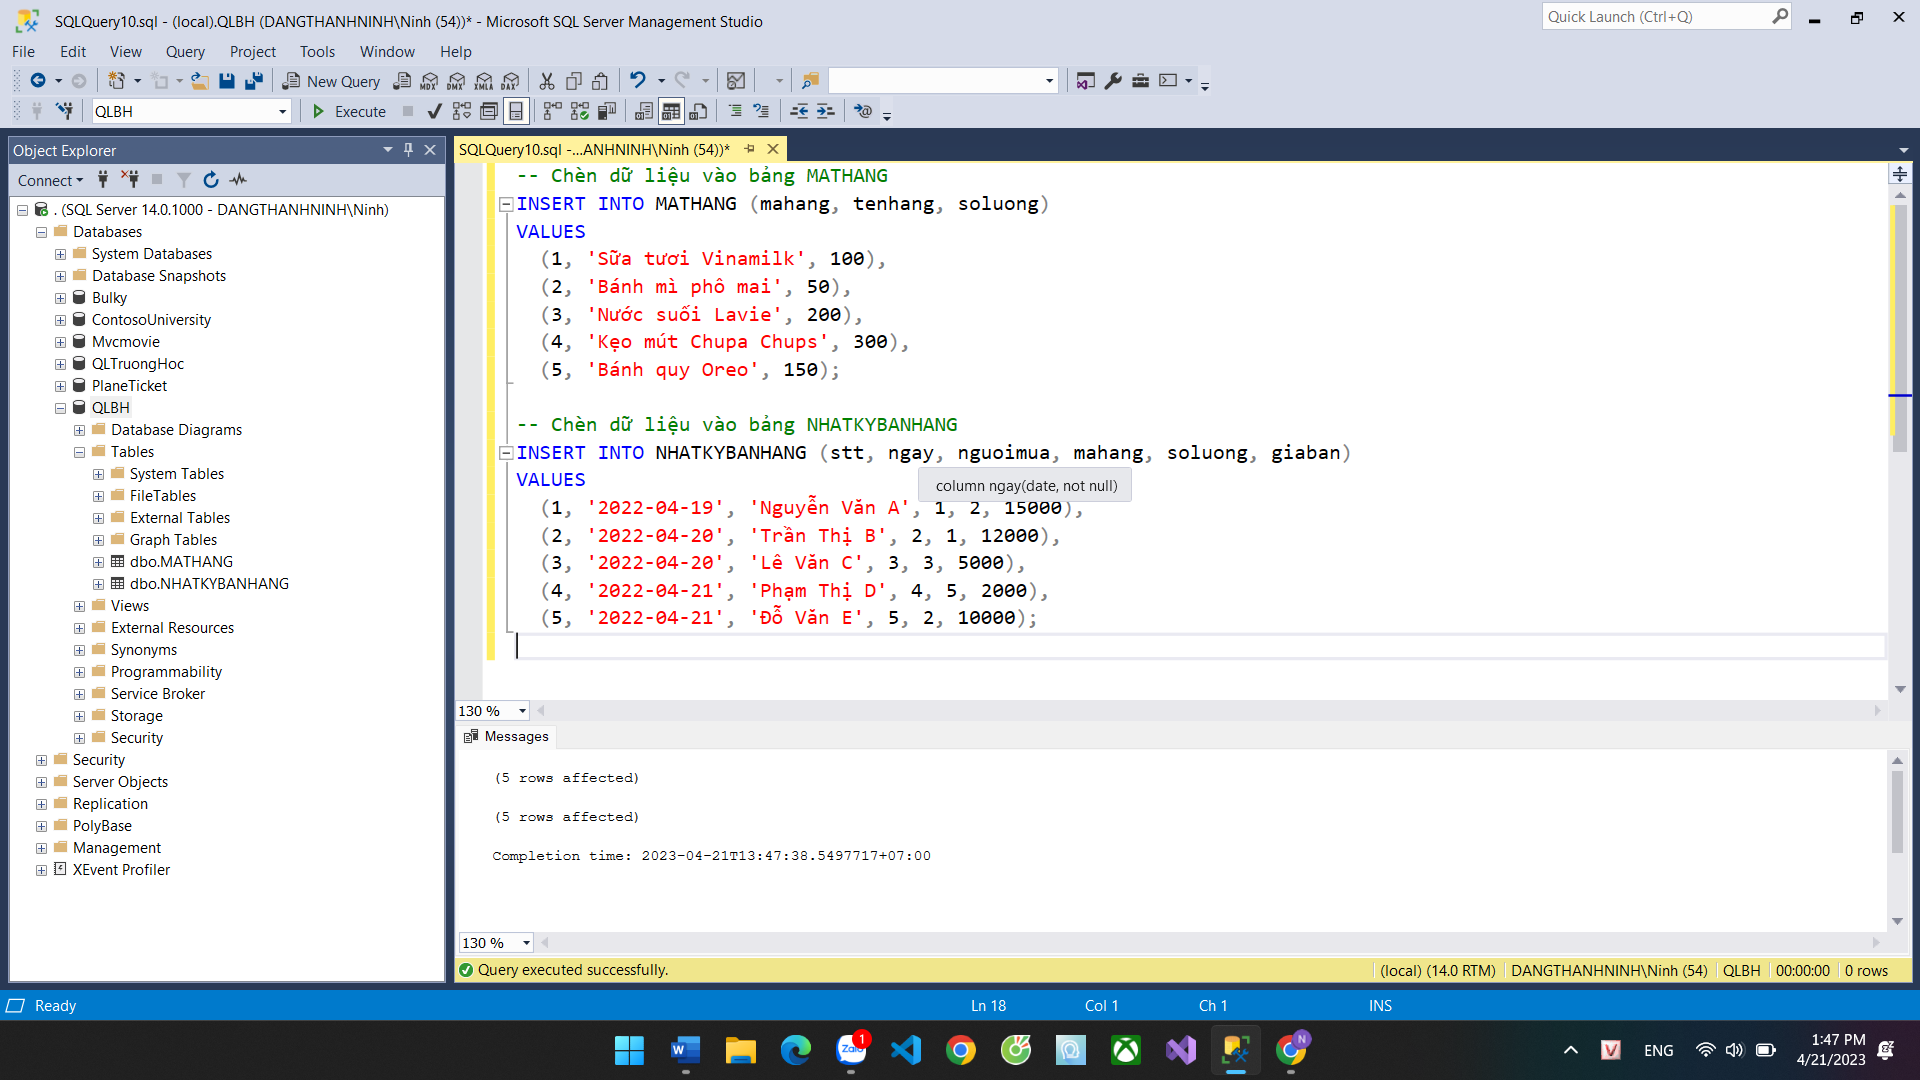 SQLQuery10.sql - (local).QLBH (DANGTHANHNINH\Ninh (54))* - Microsoft SQL Server Management Studio
Quick Launch (Ctrl+Q)
File Edit View Query Project Tools Window Help
New Query MDX DMX XMLA DAX
QLBH Execute
Object Explorer
Connect
. (SQL Server 14.0.1000 - DANGTHANHNINH\Ninh)
Databases
System Databases
Database Snapshots
Bulky
ContosoUniversity
Mvcmovie
QLTruongHoc
PlaneTicket
QLBH
Database Diagrams
Tables
System Tables
FileTables
External Tables
Graph Tables
dbo.MATHANG
dbo.NHATKYBANHANG
Views
External Resources
Synonyms
Programmability
Service Broker
Storage
Security
Security
Server Objects
Replication
PolyBase
Management
XEvent Profiler
SQLQuery10.sql -...ANHNINH\Ninh (54))*
-- Chèn dữ liệu vào bảng MATHANG
INSERT INTO MATHANG (mahang, tenhang, soluong)
VALUES
(1, 'Sữa tươi Vinamilk', 100),
(2, 'Bánh mì phô mai', 50),
(3, 'Nước suối Lavie', 200),
(4, 'Kẹo mút Chupa Chups', 300),
(5, 'Bánh quy Oreo', 150);
-- Chèn dữ liệu vào bảng NHATKYBANHANG
INSERT INTO NHATKYBANHANG (stt, ngay, nguoimua, mahang, soluong, giaban)
VALUES
column ngay(date, not null)
(1, '2022-04-19', 'Nguyễn Văn A', 1, 2, 15000),
(2, '2022-04-20', 'Trần Thị B', 2, 1, 12000),
(3, '2022-04-20', 'Lê Văn C', 3, 3, 5000),
(4, '2022-04-21', 'Phạm Thị D', 4, 5, 2000),
(5, '2022-04-21', 'Đỗ Văn E', 5, 2, 10000);
130 %
Messages
(5 rows affected)
(5 rows affected)
Completion time: 2023-04-21T13:47:38.5497717+07:00
130 %
Query executed successfully.
(local) (14.0 RTM) DANGTHANHNINH\Ninh (54) QLBH 00:00:00 0 rows
Ready Ln 18 Col 1 Ch 1 INS
Zalo 1 N
V ENG
1:47 PM
4/21/2023